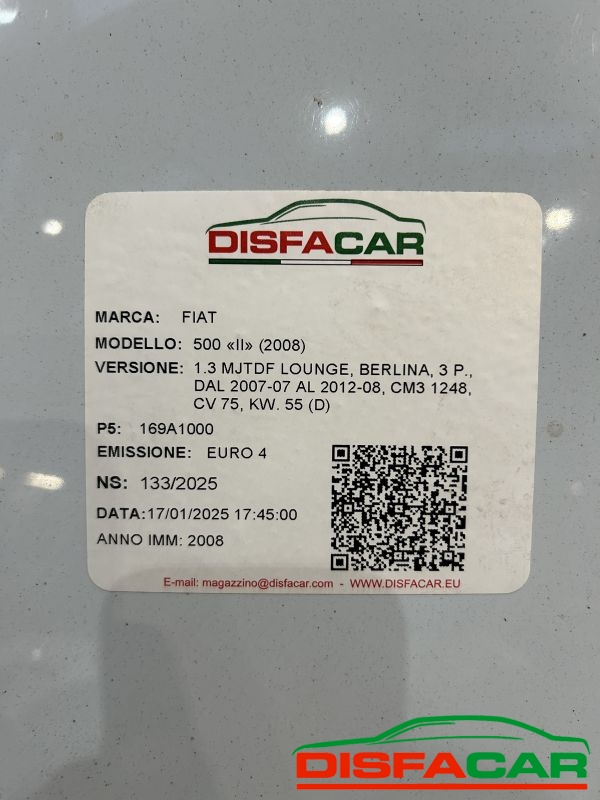 DISFACAR
MARCA: FIAT
MODELLO: 500 «II» (2008)
VERSIONE: 1.3 MJTDF LOUNGE, BERLINA, 3 P.,
DAL 2007-07 AL 2012-08, CM3 1248,
CV 75, KW. 55 (D)
P5: 169A1000
EMISSIONE: EURO 4
NS: 133/2025
DATA:17/01/2025 17:45:00
ANNO IMM: 2008
E-mail: magazzino@disfacar.com - WWW.DISFACAR.EU
DISFACAR